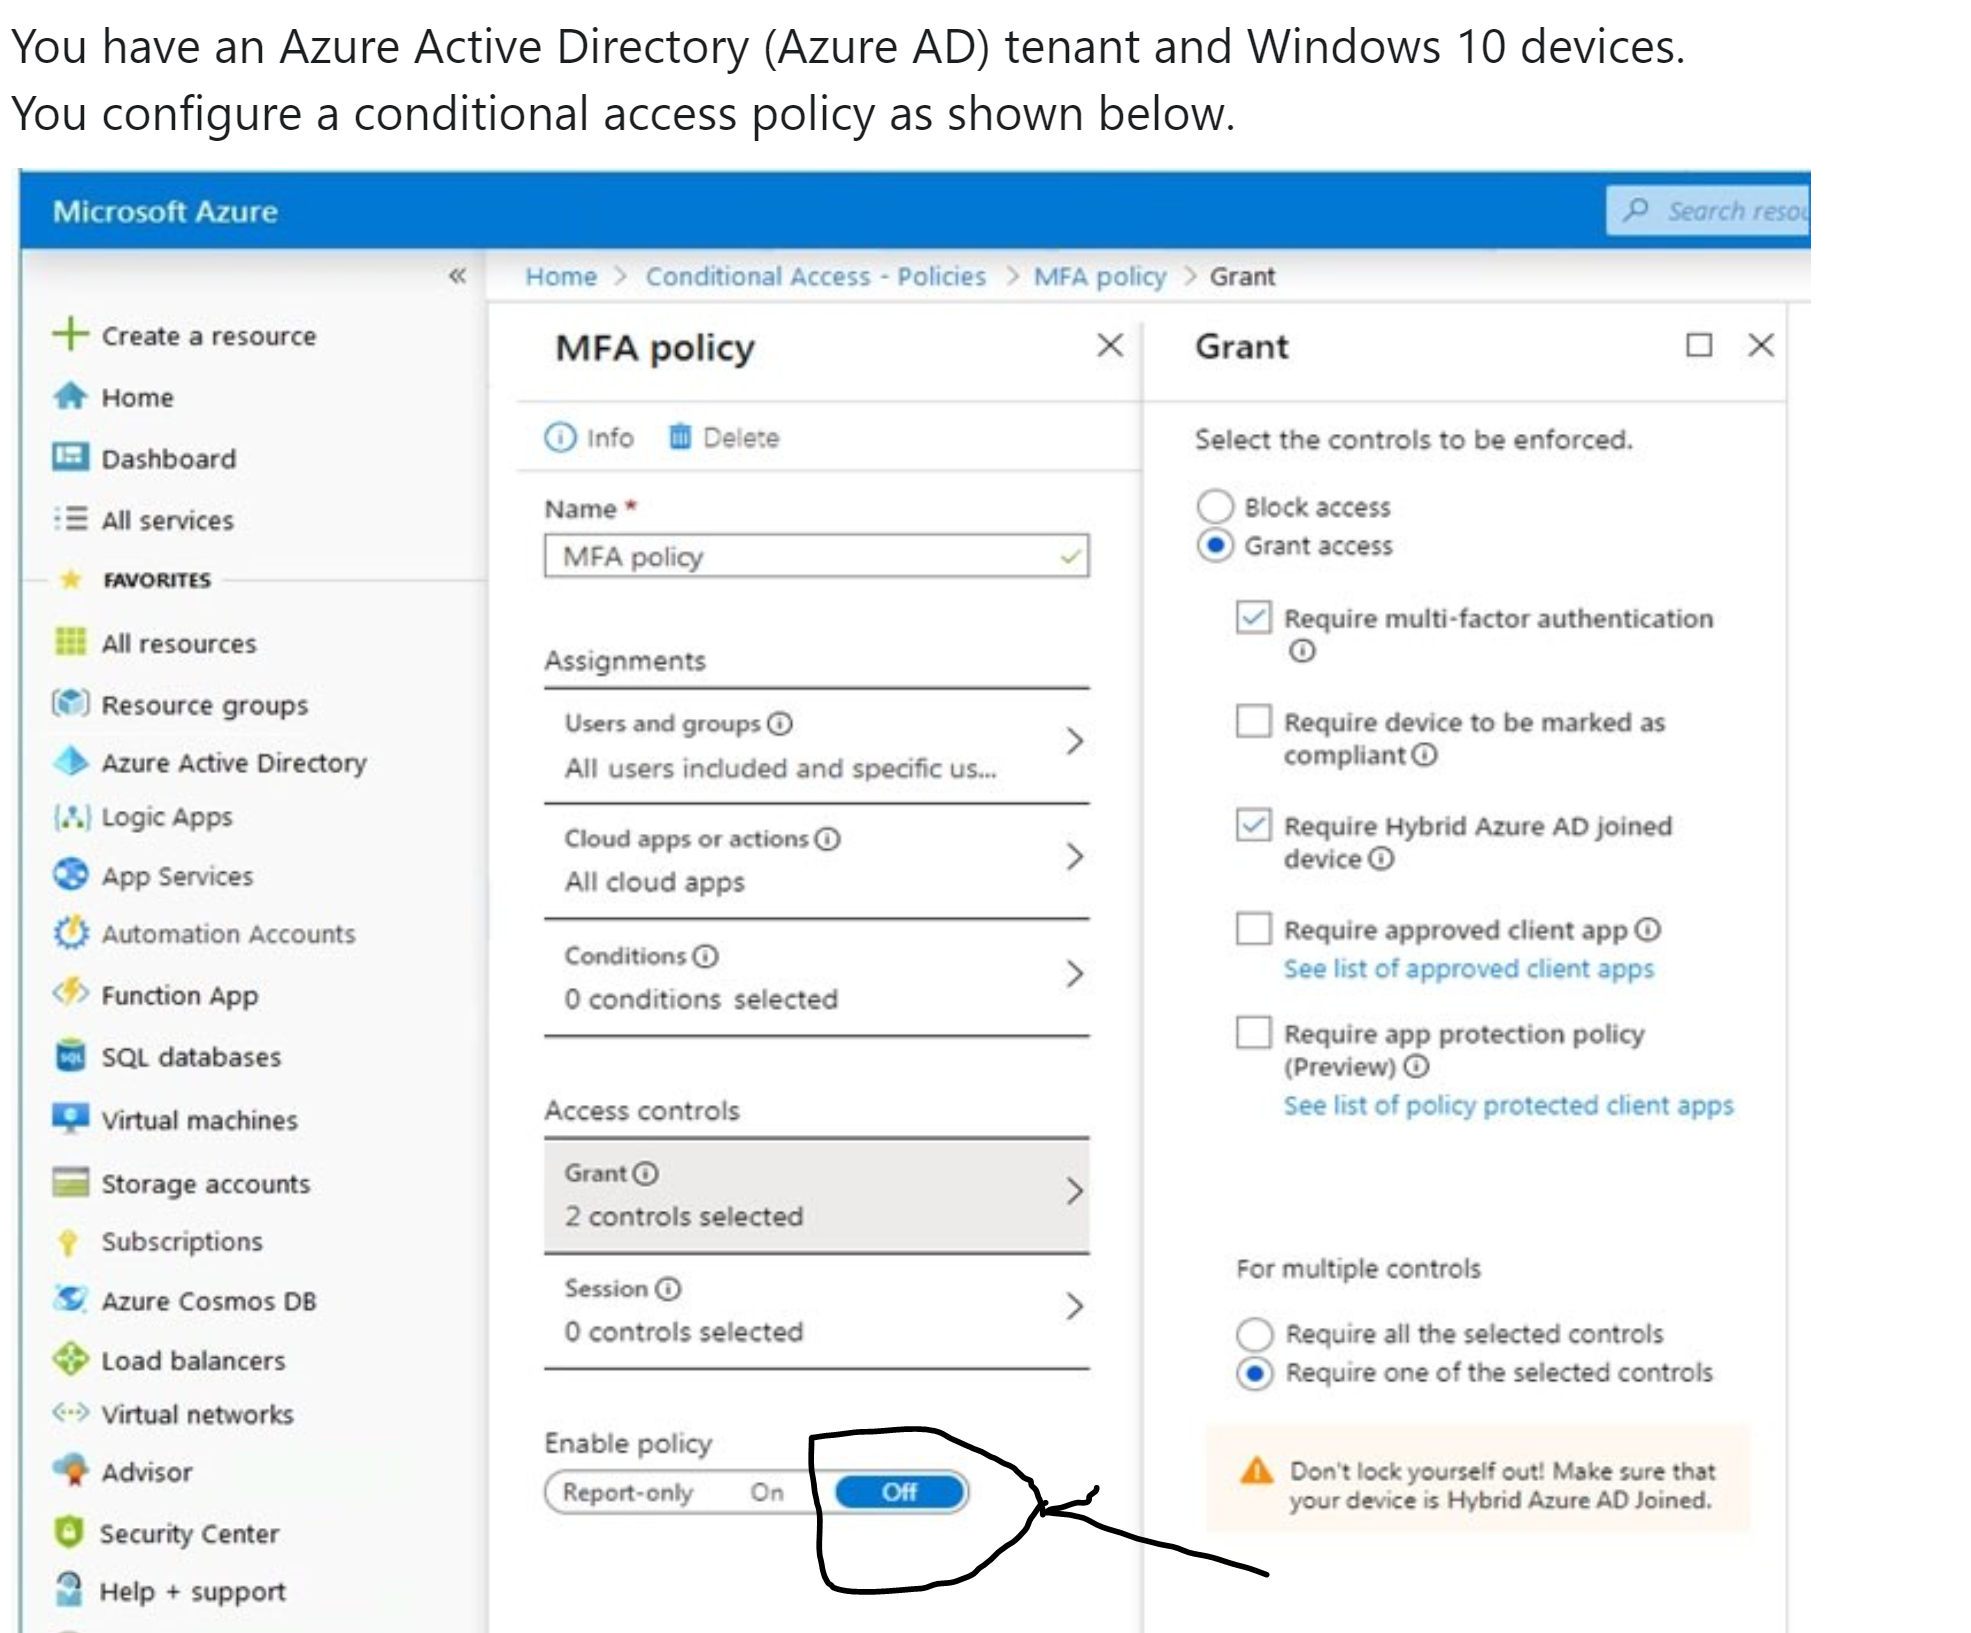 You have an Azure Active Directory (Azure AD) tenant and Windows 10 devices.
You configure a conditional access policy as shown below.
Microsoft Azure
Search resou
«
Home > Conditional Access - Policies > MFA policy > Grant
Create a resource
Home
Dashboard
All services
FAVORITES
All resources
Resource groups
Azure Active Directory
Logic Apps
App Services
Automation Accounts
Function App
SQL databases
Virtual machines
Storage accounts
Subscriptions
Azure Cosmos DB
Load balancers
Virtual networks
Advisor
Security Center
Help + support
MFA policy
Info Delete
Name *
MFA policy
Assignments
Users and groups
All users included and specific us...
Cloud apps or actions
All cloud apps
Conditions
0 conditions selected
Access controls
Grant
2 controls selected
Session
0 controls selected
Enable policy
Report-only On Off
Grant
Select the controls to be enforced.
Block access
Grant access
Require multi-factor authentication
Require device to be marked as
compliant
Require Hybrid Azure AD joined
device
Require approved client app
See list of approved client apps
Require app protection policy
(Preview)
See list of policy protected client apps
For multiple controls
Require all the selected controls
Require one of the selected controls
Don't lock yourself out! Make sure that
your device is Hybrid Azure AD Joined.